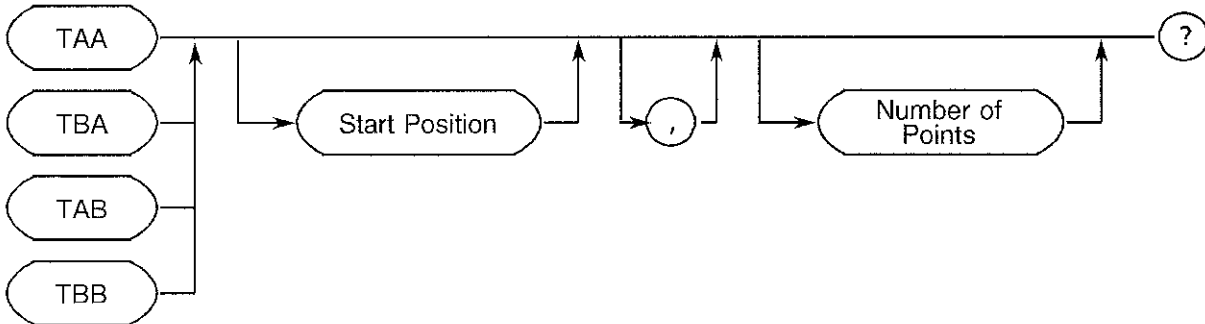 TAA
?
TBA
Start Position
,
Number of
Points
TAB
TBB